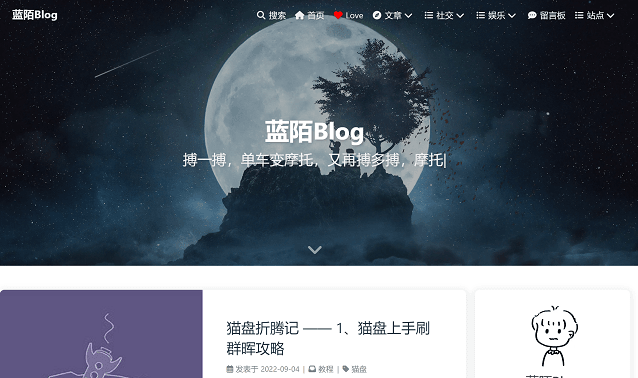 蓝陌Blog
搜索 首页 Love 文章 社交 娱乐 留言板 站点
蓝陌Blog
搏一搏，单车变摩托，又再搏多搏，摩托|
猫盘折腾记 —— 1、猫盘上手刷
群晖攻略
发表于 2022-09-04 | 教程 | 猫盘